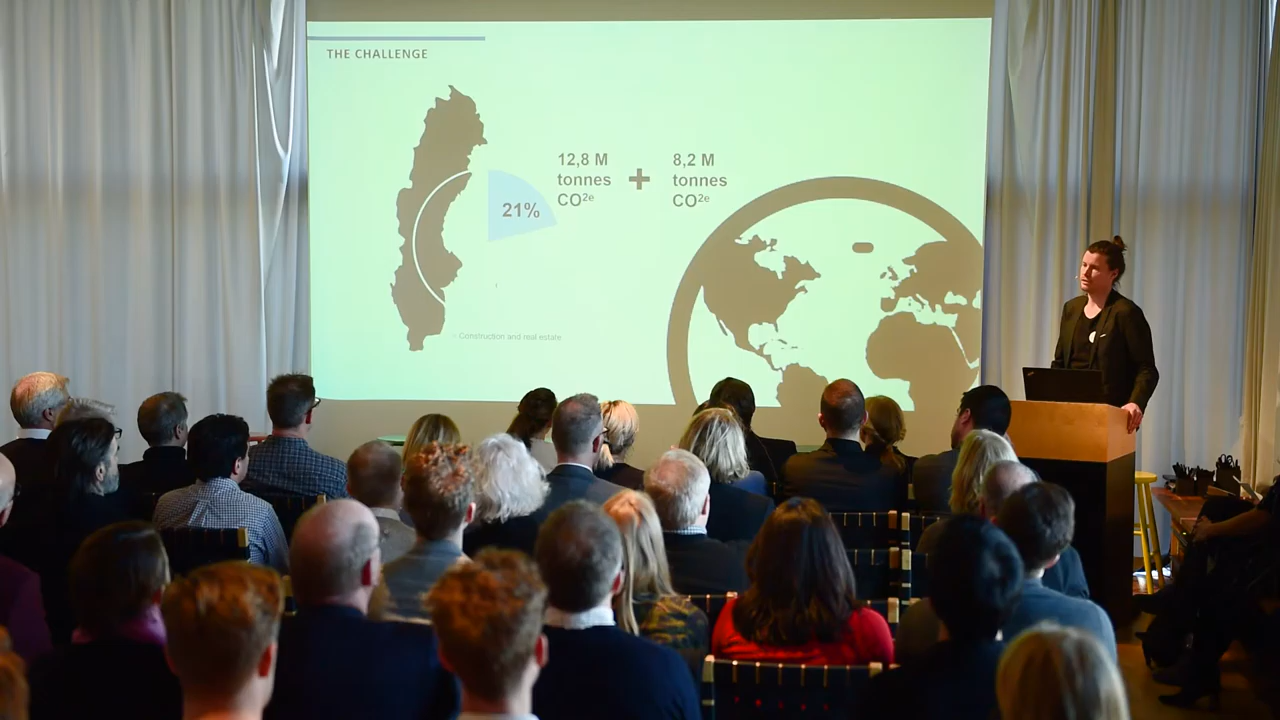 THE CHALLENGE
12,8 M
tonnes
CO2e
+
8,2 M
tonnes
CO2e
21%
Construction and real estate